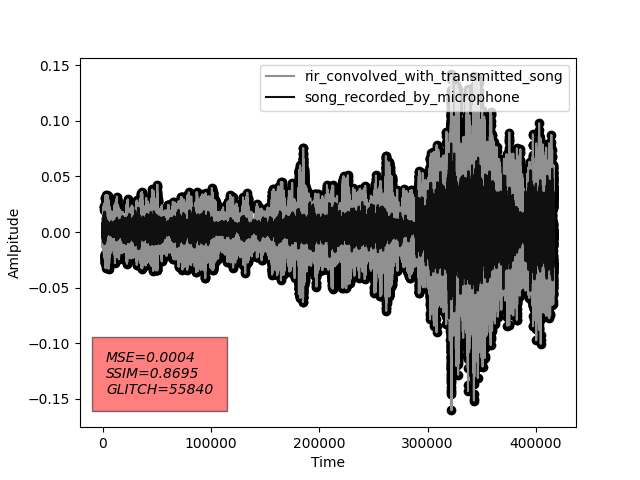 0.15
0.10
0.05
0.00
−0.05
−0.10
−0.15
Amlpitude
rir_convolved_with_transmitted_song
song_recorded_by_microphone
MSE=0.0004
SSIM=0.8695
GLITCH=55840
0 100000 200000 300000 400000
Time